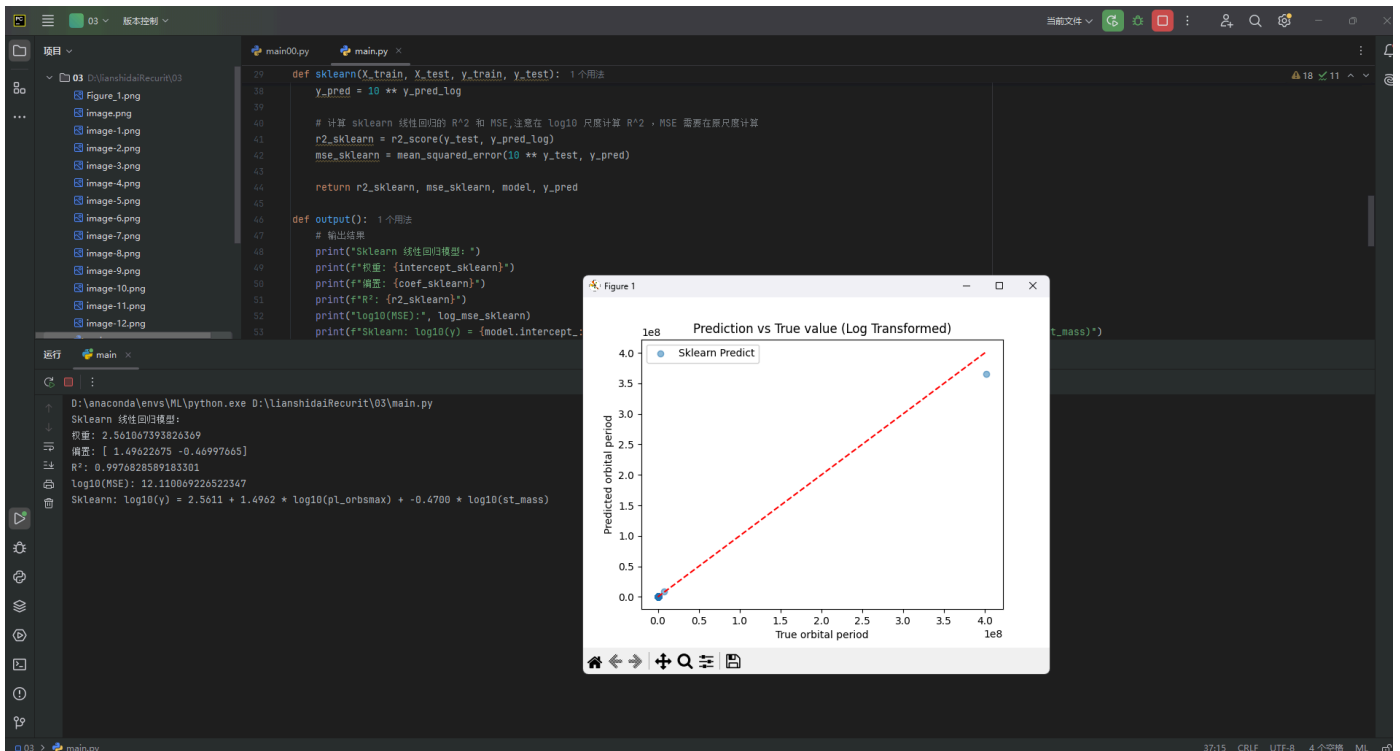 PC
03
版本控制
当前文件
项目
main00.py
main.py
03 D:\lianshidaiRecurit\03
Figure_1.png
image.png
image-1.png
image-2.png
image-3.png
image-4.png
image-5.png
image-6.png
image-7.png
image-8.png
image-9.png
image-10.png
image-11.png
image-12.png
29 def sklearn(X_train, X_test, y_train, y_test): 1个用法
18 11
38 y_pred = 10 ** y_pred_log
39
40 # 计算 sklearn 线性回归的 R^2 和 MSE,注意在 log10 尺度计算 R^2 , MSE 需要在原尺度计算
41 r2_sklearn = r2_score(y_test, y_pred_log)
42 mse_sklearn = mean_squared_error(10 ** y_test, y_pred)
43
44 return r2_sklearn, mse_sklearn, model, y_pred
45
46 def output(): 1个用法
47 # 输出结果
48 print("Sklearn 线性回归模型: ")
49 print(f"权重: {intercept_sklearn}")
50 print(f"偏置: {coef_sklearn}")
51 print(f"R²: {r2_sklearn}")
52 print("log10(MSE):", log_mse_sklearn)
53 print(f"Sklearn: log10(y) = {model.intercept_: t_mass)")
运行
main
D:\anaconda\envs\ML\python.exe D:\lianshidaiRecurit\03\main.py
Sklearn 线性回归模型:
权重: 2.561067393826369
偏置: [ 1.49622675 -0.46997665]
R²: 0.9976828589183301
log10(MSE): 12.110069226522347
Sklearn: log10(y) = 2.5611 + 1.4962 * log10(pl_orbsmax) + -0.4700 * log10(st_mass)
Figure 1
Prediction vs True value (Log Transformed)
1e8
Sklearn Predict
4.0
3.5
3.0
2.5
2.0
1.5
1.0
0.5
0.0
Predicted orbital period
0.0 0.5 1.0 1.5 2.0 2.5 3.0 3.5 4.0
True orbital period
1e8
03 > main.py
37:15 CRLF UTF-8 4个空格 ML